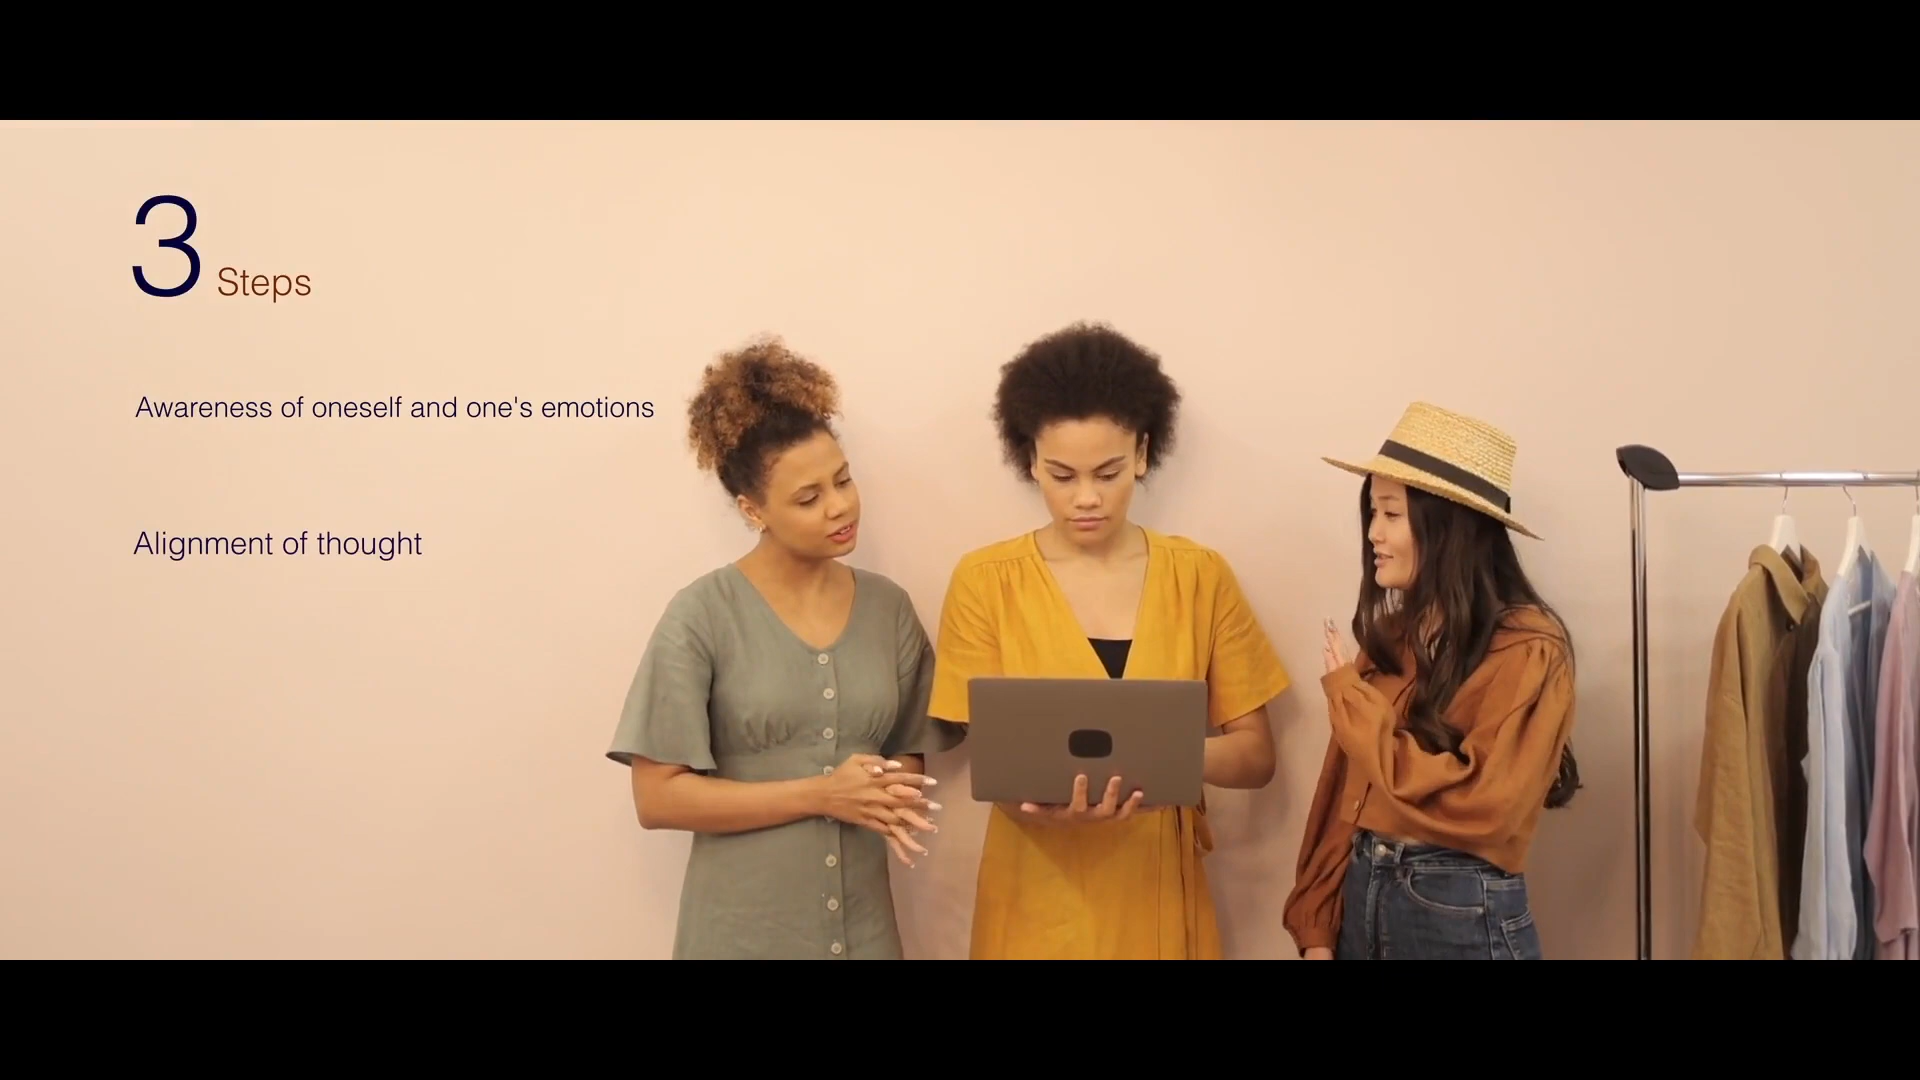 3 Steps
Awareness of oneself and one's emotions
Alignment of thought